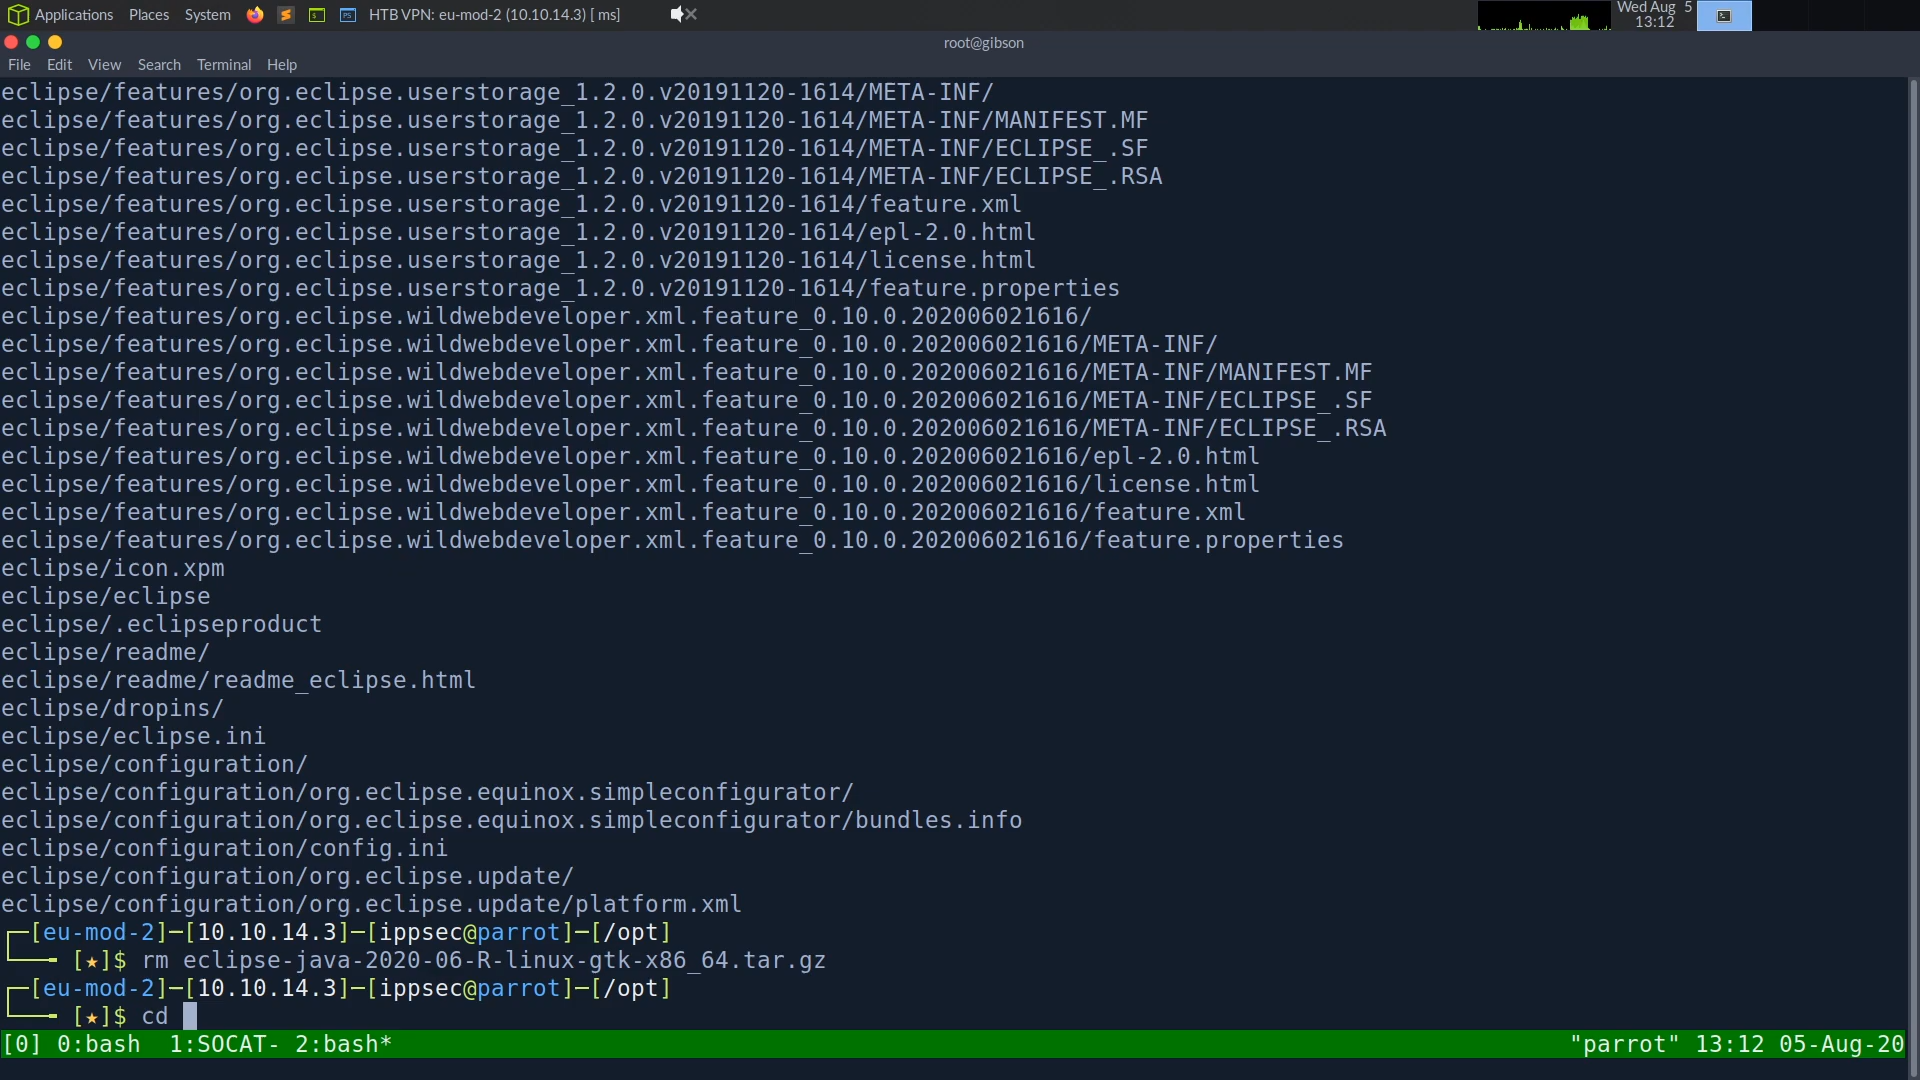 Applications Places System HTB VPN: eu-mod-2 (10.10.14.3) [ ms] Wed Aug 5
13:12
root@gibson
File Edit View Search Terminal Help
eclipse/features/org.eclipse.userstorage_1.2.0.v20191120-1614/META-INF/
eclipse/features/org.eclipse.userstorage_1.2.0.v20191120-1614/META-INF/MANIFEST.MF
eclipse/features/org.eclipse.userstorage_1.2.0.v20191120-1614/META-INF/ECLIPSE_.SF
eclipse/features/org.eclipse.userstorage_1.2.0.v20191120-1614/META-INF/ECLIPSE_.RSA
eclipse/features/org.eclipse.userstorage_1.2.0.v20191120-1614/feature.xml
eclipse/features/org.eclipse.userstorage_1.2.0.v20191120-1614/epl-2.0.html
eclipse/features/org.eclipse.userstorage_1.2.0.v20191120-1614/license.html
eclipse/features/org.eclipse.userstorage_1.2.0.v20191120-1614/feature.properties
eclipse/features/org.eclipse.wildwebdeveloper.xml.feature_0.10.0.202006021616/
eclipse/features/org.eclipse.wildwebdeveloper.xml.feature_0.10.0.202006021616/META-INF/
eclipse/features/org.eclipse.wildwebdeveloper.xml.feature_0.10.0.202006021616/META-INF/MANIFEST.MF
eclipse/features/org.eclipse.wildwebdeveloper.xml.feature_0.10.0.202006021616/META-INF/ECLIPSE_.SF
eclipse/features/org.eclipse.wildwebdeveloper.xml.feature_0.10.0.202006021616/META-INF/ECLIPSE_.RSA
eclipse/features/org.eclipse.wildwebdeveloper.xml.feature_0.10.0.202006021616/epl-2.0.html
eclipse/features/org.eclipse.wildwebdeveloper.xml.feature_0.10.0.202006021616/license.html
eclipse/features/org.eclipse.wildwebdeveloper.xml.feature_0.10.0.202006021616/feature.xml
eclipse/features/org.eclipse.wildwebdeveloper.xml.feature_0.10.0.202006021616/feature.properties
eclipse/icon.xpm
eclipse/eclipse
eclipse/.eclipseproduct
eclipse/readme/
eclipse/readme/readme_eclipse.html
eclipse/dropins/
eclipse/eclipse.ini
eclipse/configuration/
eclipse/configuration/org.eclipse.equinox.simpleconfigurator/
eclipse/configuration/org.eclipse.equinox.simpleconfigurator/bundles.info
eclipse/configuration/config.ini
eclipse/configuration/org.eclipse.update/
eclipse/configuration/org.eclipse.update/platform.xml
┌─[eu-mod-2]─[10.10.14.3]─[ippsec@parrot]─[/opt]
└──╼ [★]$ rm eclipse-java-2020-06-R-linux-gtk-x86_64.tar.gz
┌─[eu-mod-2]─[10.10.14.3]─[ippsec@parrot]─[/opt]
└──╼ [★]$ cd
[0] 0:bash 1:SOCAT- 2:bash* "parrot" 13:12 05-Aug-20